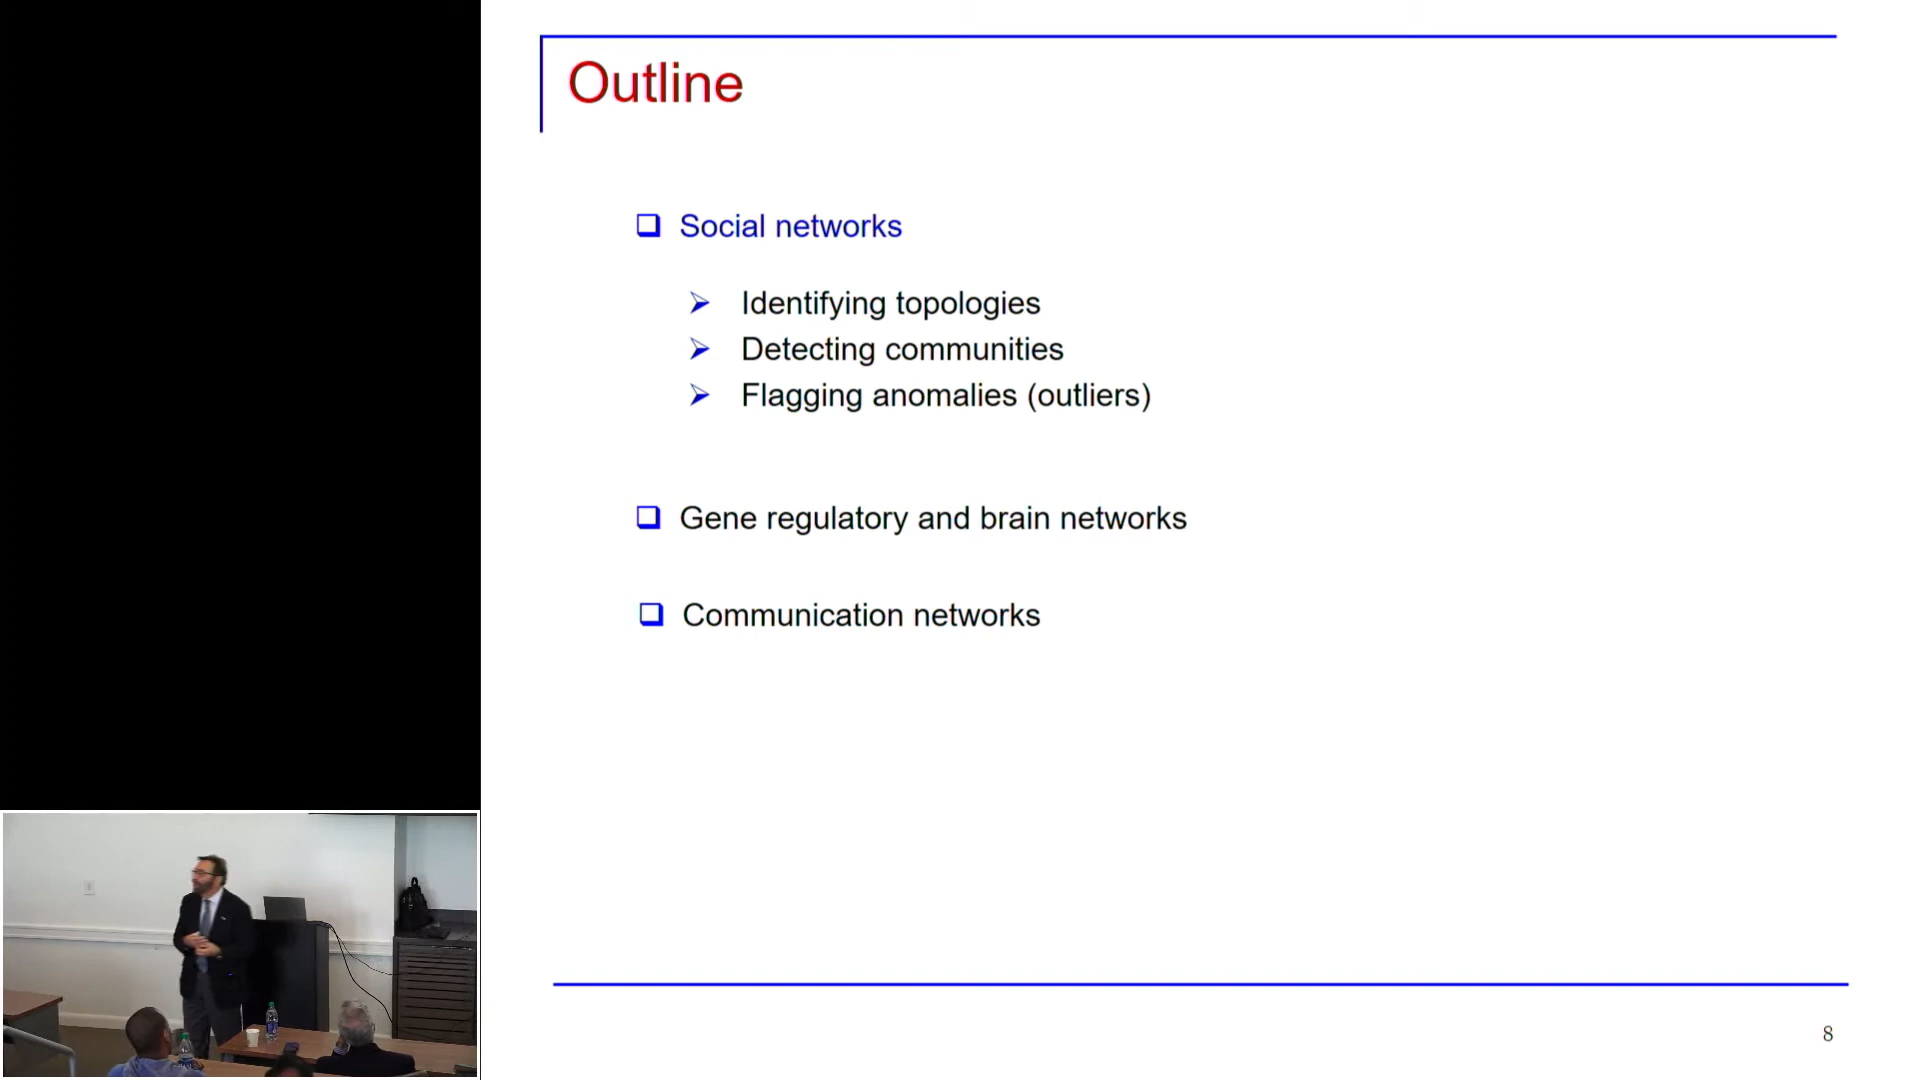 Outline
Social networks
Identifying topologies
Detecting communities
Flagging anomalies (outliers)
Gene regulatory and brain networks
Communication networks
8